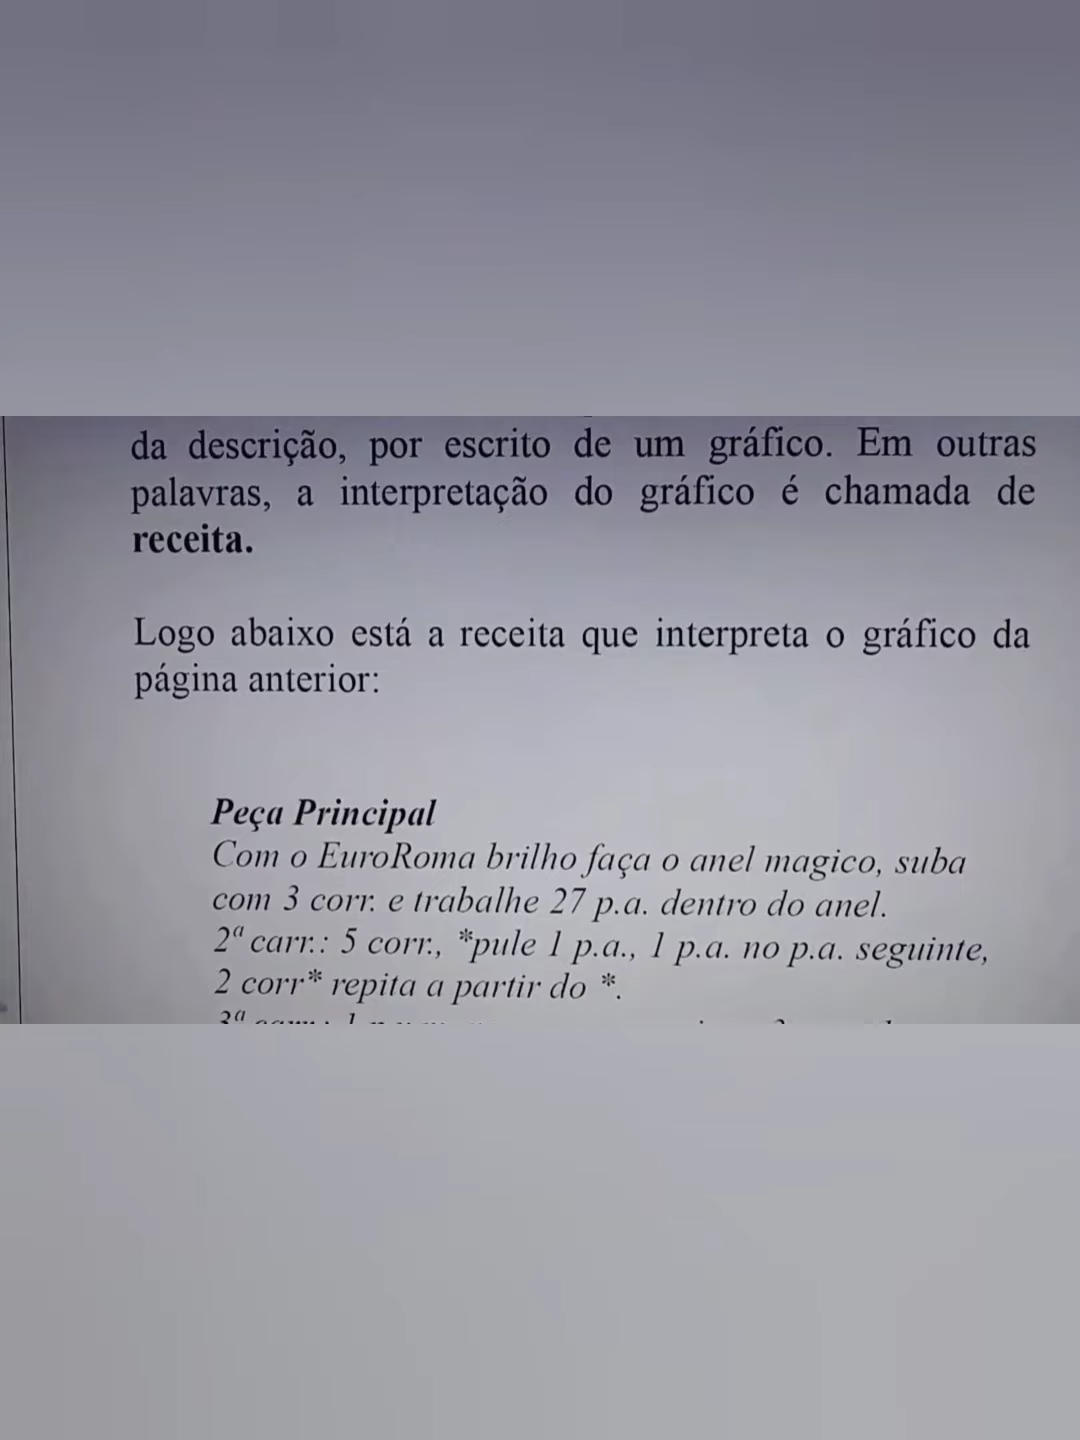 da descrição, por escrito de um gráfico. Em outras
palavras, a interpretação do gráfico é chamada de
receita.
Logo abaixo está a receita que interpreta o gráfico da
página anterior:
Peça Principal
Com o EuroRoma brilho faça o anel magico, suba
com 3 corr. e trabalhe 27 p.a. dentro do anel.
2ª carr.: 5 corr., *pule 1 p.a., 1 p.a. no p.a. seguinte,
2 corr* repita a partir do *.